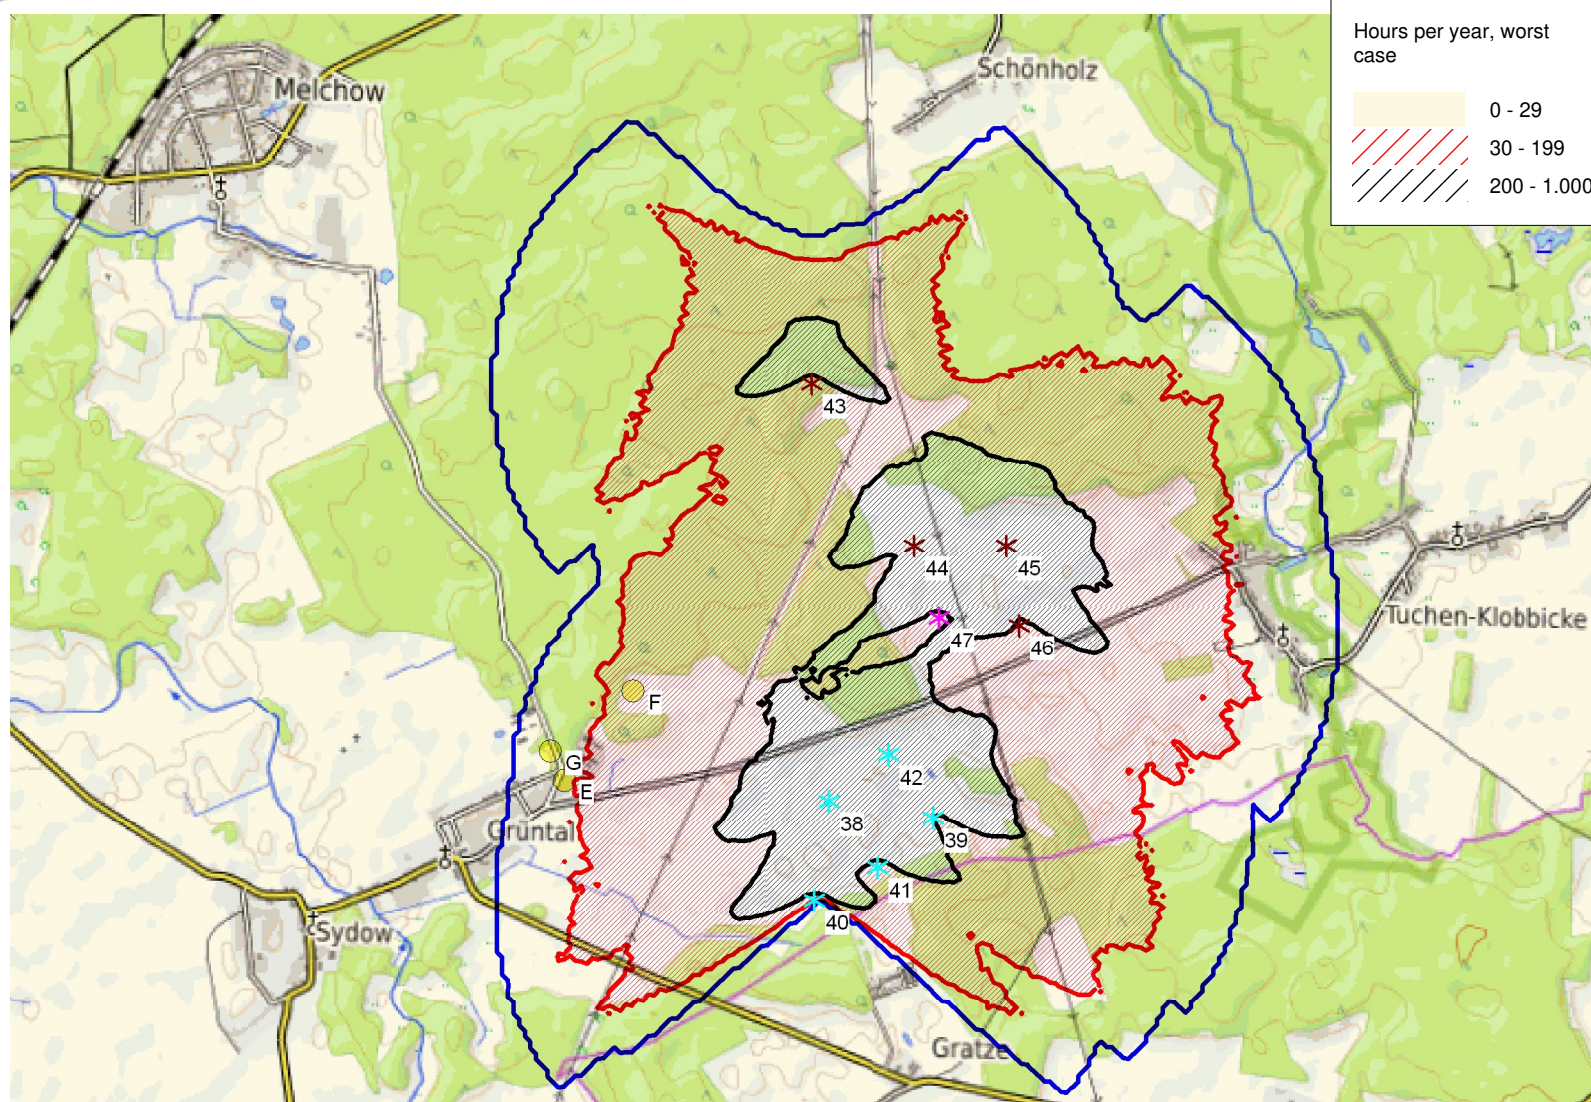 Hours per year, worst
case
0 - 29
30 - 199
200 - 1.000
Melchow
Schönholz
43
44
45
47
46
Tuchen-Klobbicke
F
G
E
42
38
39
Grüntal
41
40
Sydow
Gratze